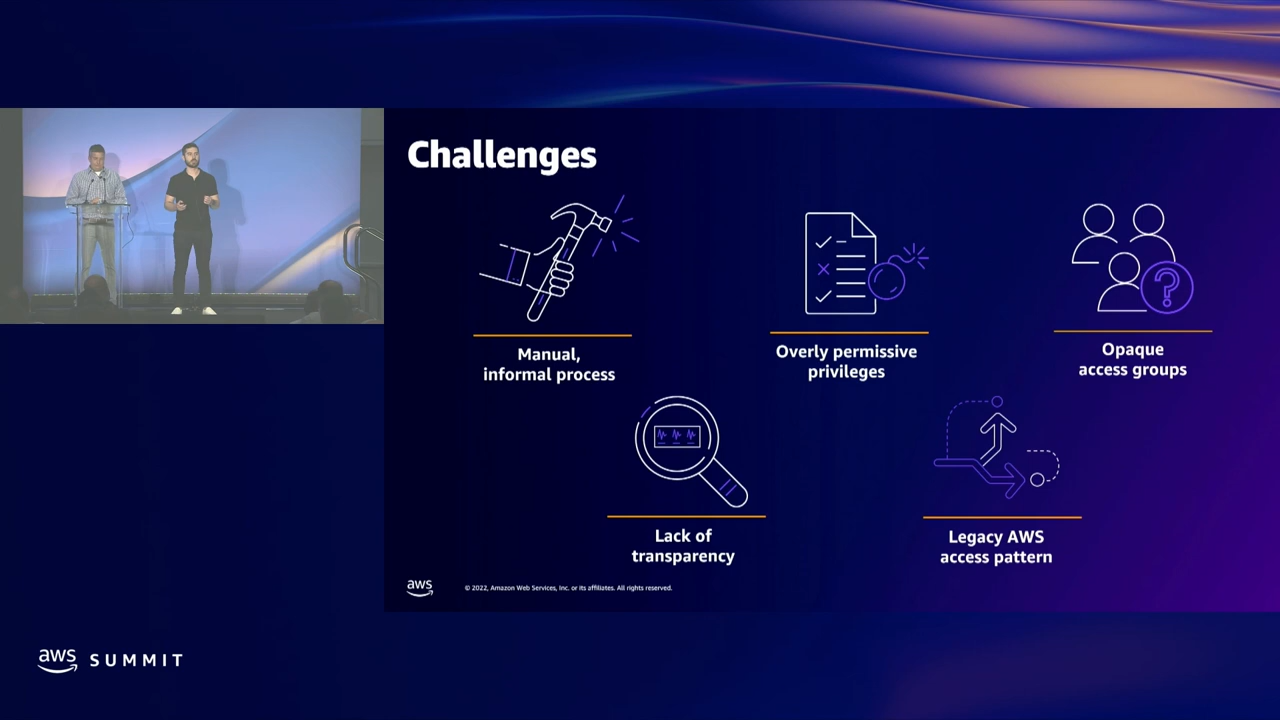 Challenges
Manual,
informal process
Overly permissive
privileges
Opaque
access groups
Lack of
transparency
Legacy AWS
access pattern
aws
© 2022, Amazon Web Services, Inc. or its affiliates. All rights reserved.
aws SUMMIT